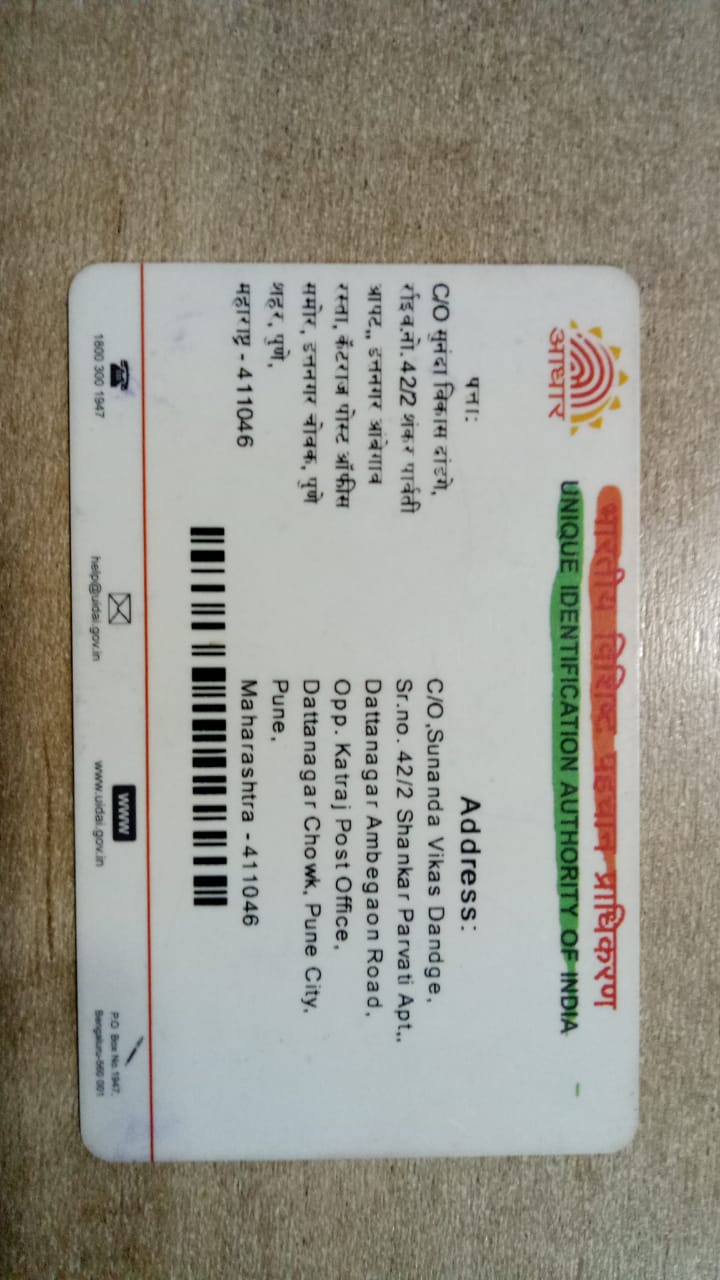 भारतीय विशिष्ट पहचान प्राधिकरण
UNIQUE IDENTIFICATION AUTHORITY OF INDIA
आधार
पत्ता:
C/O सुनंदा विकास दांडगे,
42/2 शंकर पार्वती
आपट,, दत्तनगर आंबेगाव
रस्ता, कॅटराज पोस्ट ऑफीस
समोर, दत्तनगर चोवक, पुणे
शहर, पुणे,
महाराष्ट्र - 411046
Address:
C/O,Sunanda Vikas Dandge,
Sr.no. 42/2 Shankar Parvati Apt,.
Dattanagar Ambegaon Road,
Opp. Katraj Post Office,
Dattanagar Chowk, Pune City,
Pune,
Maharashtra - 411046
1800 300 1947
help@uidai.gov.in
WWW
www.uidai.gov.in
P.O. Box No.1947,
Bengaluru-560 001